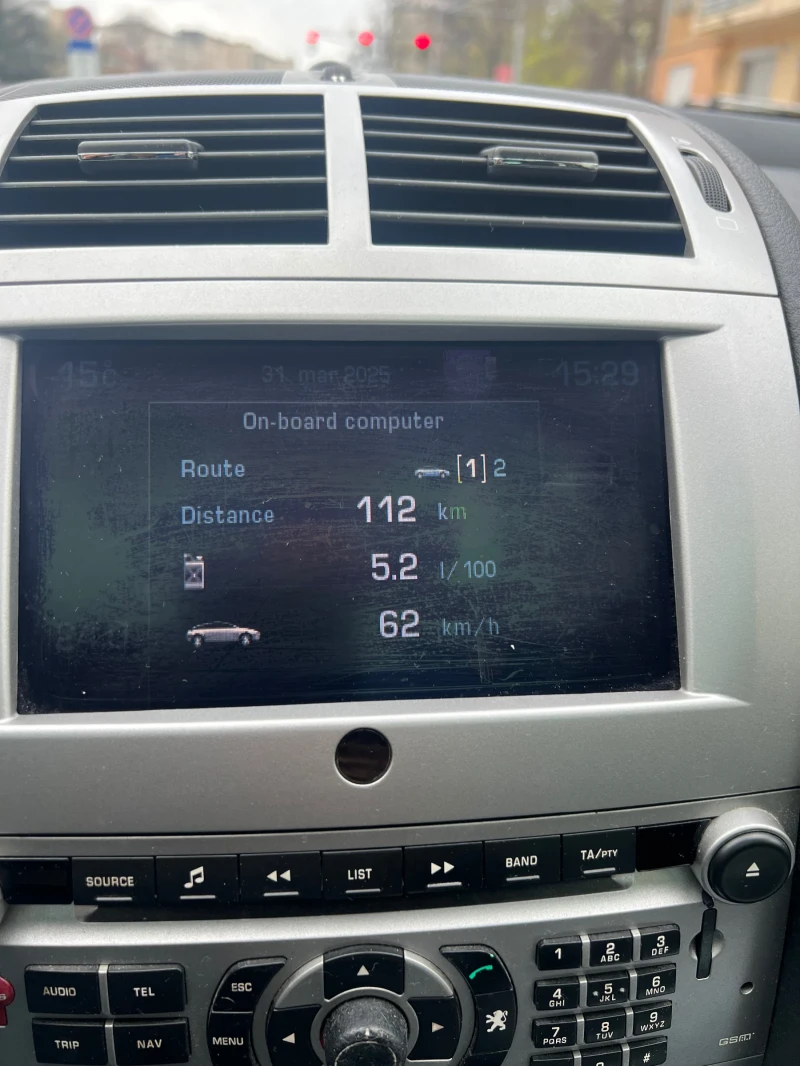 15°C 31. mar 2025 15:29
On-board computer
Route [1] 2
Distance 112 km
5.2 l/100
62 km/h
SOURCE LIST BAND TA/PTY
AUDIO TEL ESC 1 2 ABC 3 DEF
4 GHI 5 JKL 6 MNO
TRIP NAV MENU 7 PQRS 8 TUV 9 WXYZ
#
GSM